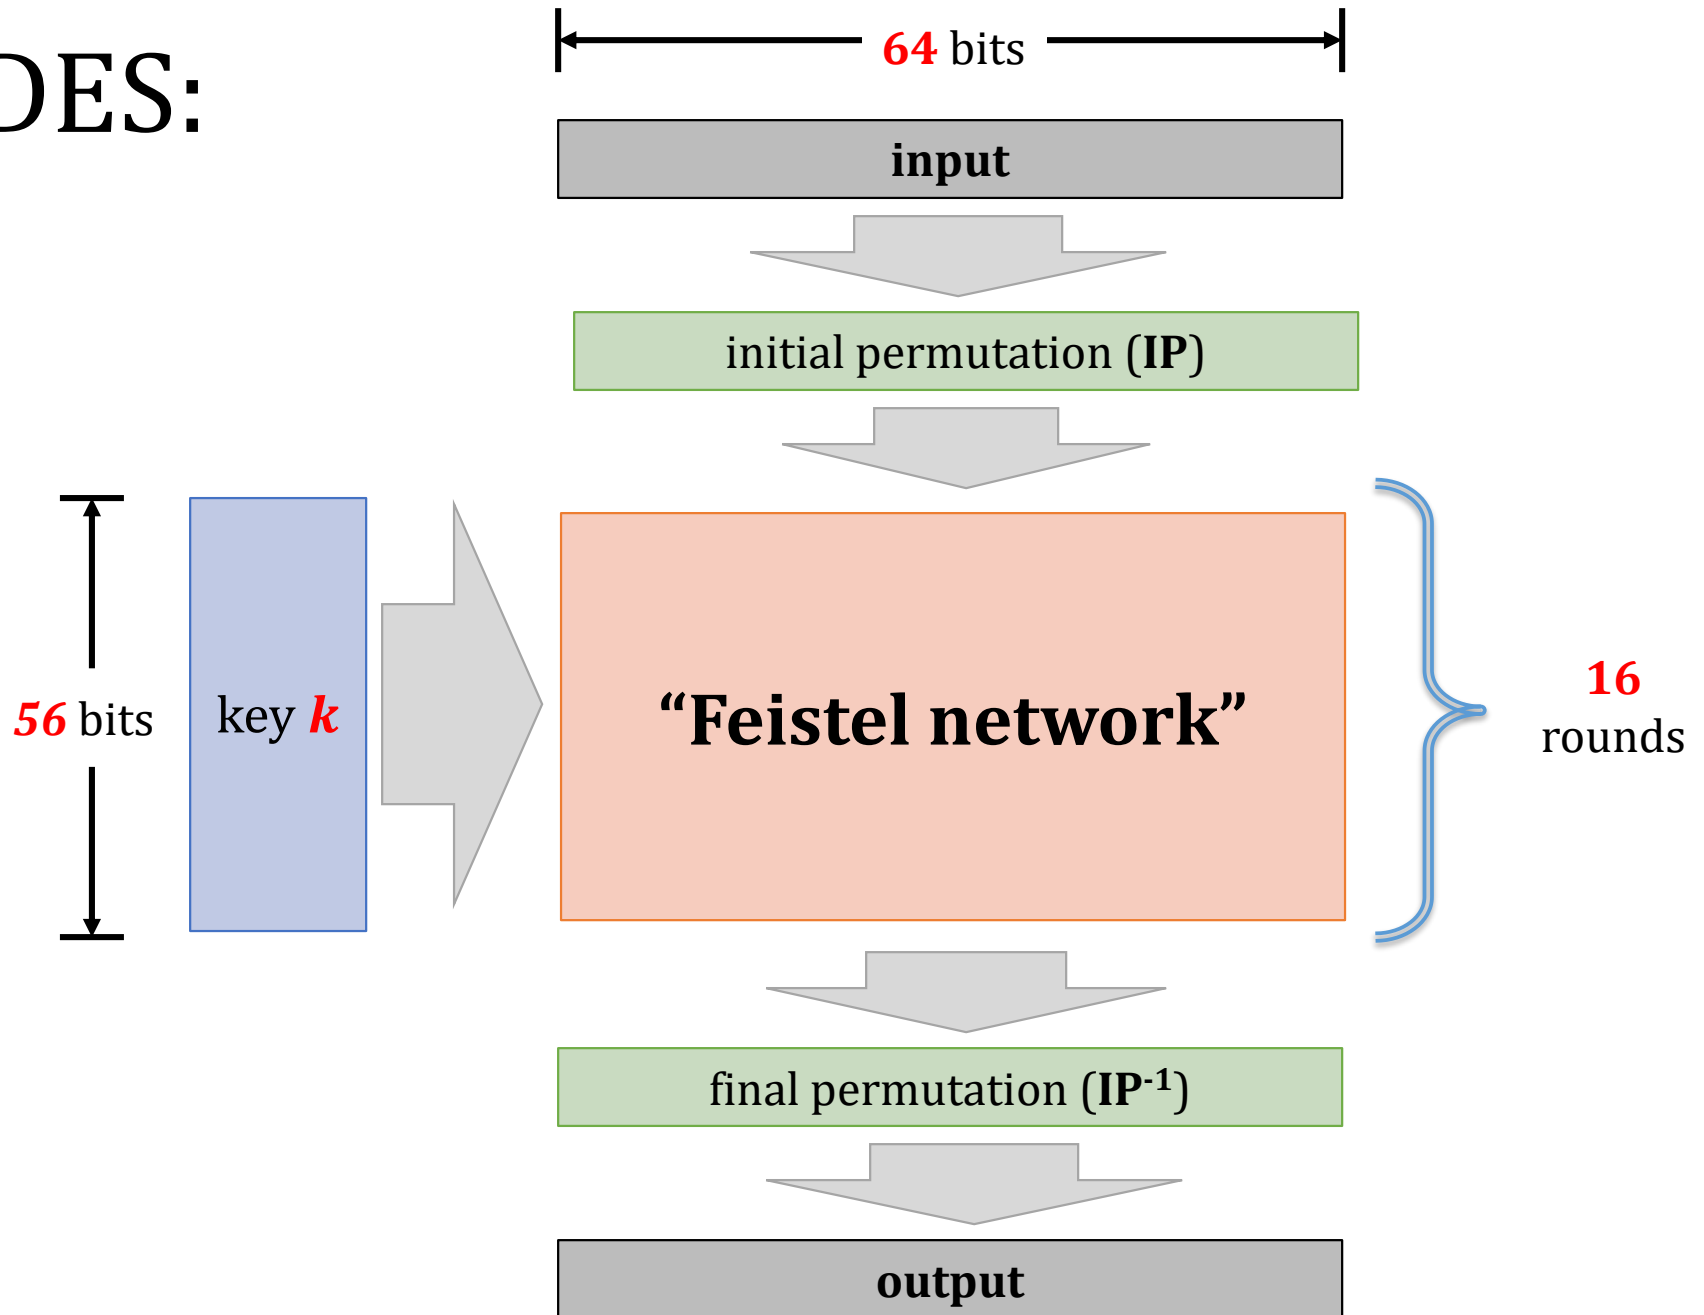 DES:
64 bits
input
initial permutation (IP)
56 bits
key k
“Feistel network”
16
rounds
final permutation (IP⁻¹)
output